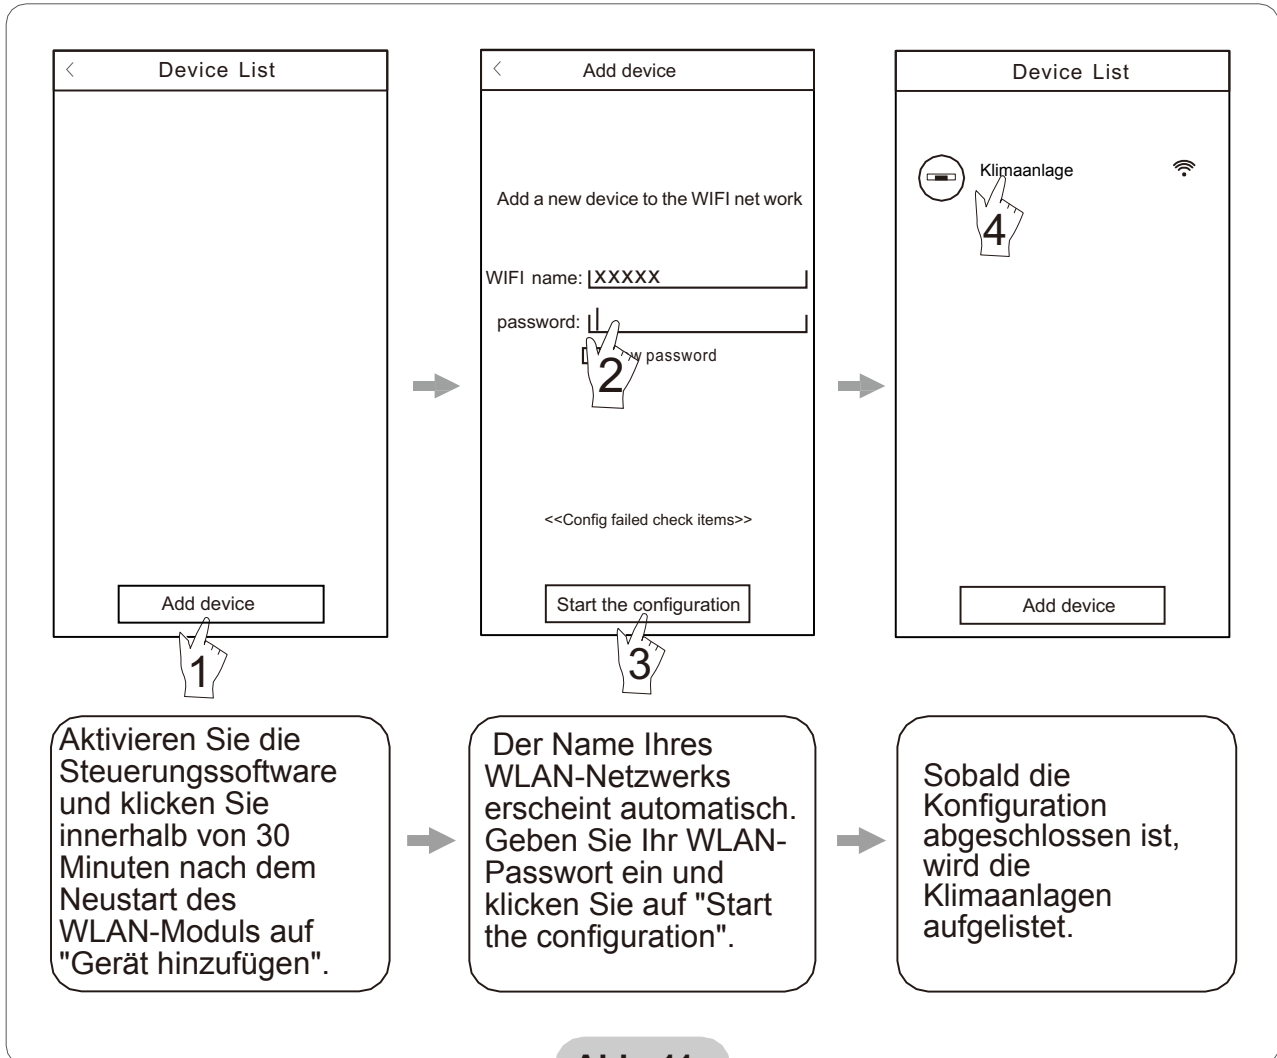 Device List
Add device
1
Add device
Add a new device to the WIFI net work
WIFI name: XXXXX
password:
w password
2
<<Config failed check items>>
Start the configuration
3
Device List
Klimaanlage
4
Add device
Aktivieren Sie die
Steuerungssoftware
und klicken Sie
innerhalb von 30
Minuten nach dem
Neustart des
WLAN-Moduls auf
"Gerät hinzufügen".
Der Name Ihres
WLAN-Netzwerks
erscheint automatisch.
Geben Sie Ihr WLAN-
Passwort ein und
klicken Sie auf "Start
the configuration".
Sobald die
Konfiguration
abgeschlossen ist,
wird die
Klimaanlagen
aufgelistet.